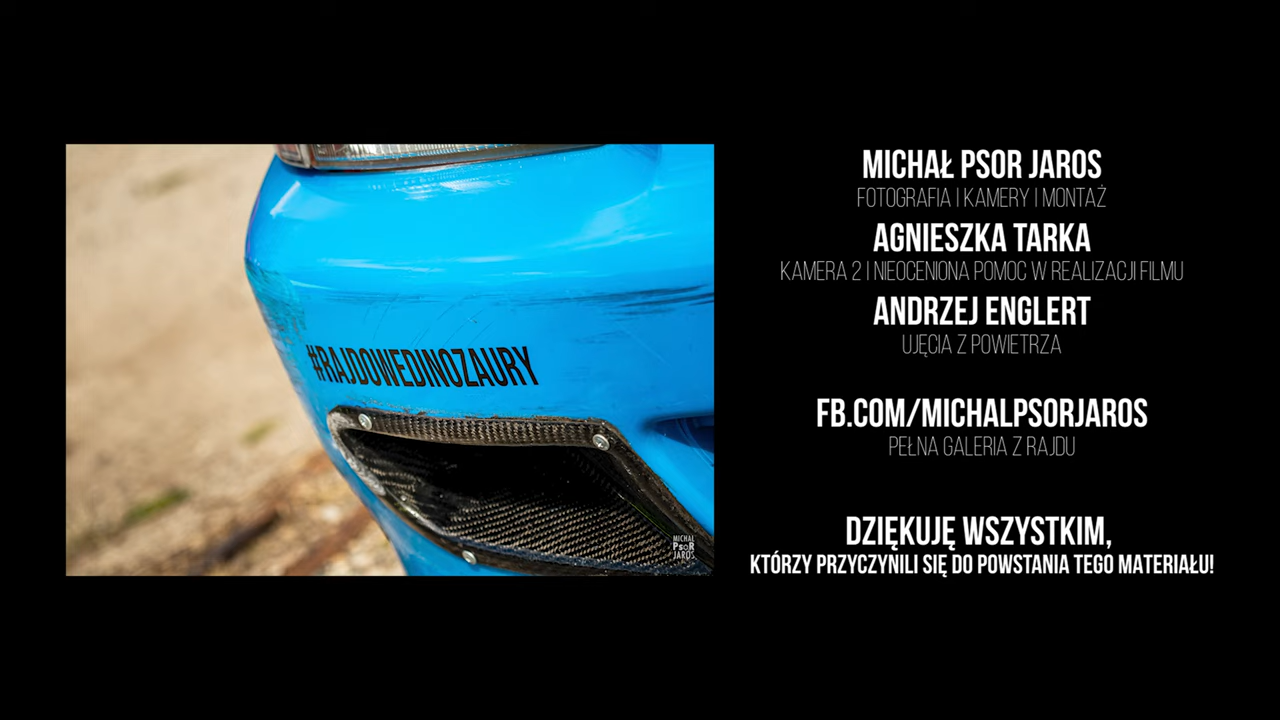 #RAJDOWEDINOZAURY
MICHAŁ
PsoR
JAROS
MICHAŁ PSOR JAROS
FOTOGRAFIA | KAMERY | MONTAŻ
AGNIESZKA TARKA
KAMERA 2 | NIEOCENIONA POMOC W REALIZACJI FILMU
ANDRZEJ ENGLERT
UJĘCIA Z POWIETRZA
FB.COM/MICHALPSORJAROS
PEŁNA GALERIA Z RAJDU
DZIĘKUJĘ WSZYSTKIM,
KTÓRZY PRZYCZYNILI SIĘ DO POWSTANIA TEGO MATERIAŁU!